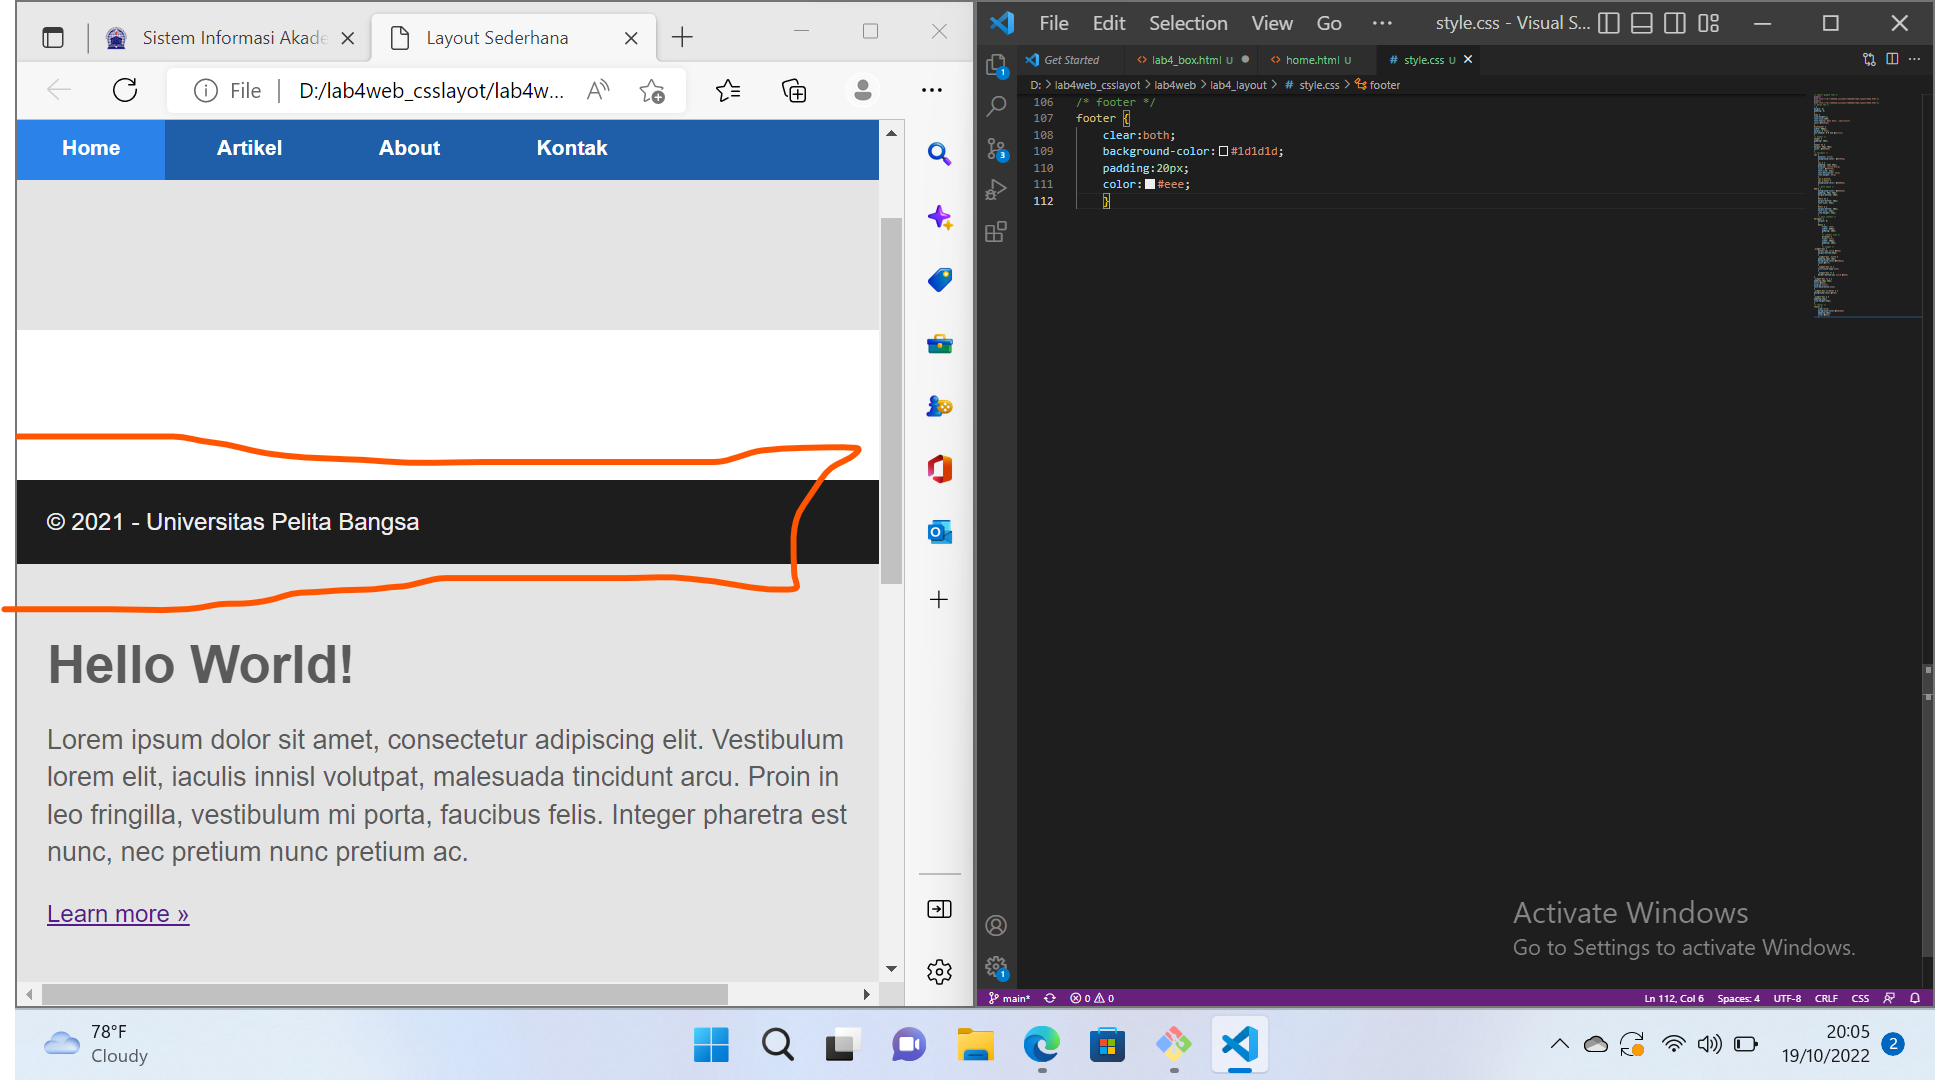 Sistem Informasi Akade
Layout Sederhana
File
D:/lab4web_csslayot/lab4w...
Home
Artikel
About
Kontak
© 2021 - Universitas Pelita Bangsa
Hello World!
Lorem ipsum dolor sit amet, consectetur adipiscing elit. Vestibulum
lorem elit, iaculis innisl volutpat, malesuada tincidunt arcu. Proin in
leo fringilla, vestibulum mi porta, faucibus felis. Integer pharetra est
nunc, nec pretium nunc pretium ac.
Learn more »
File Edit Selection View Go ... style.css - Visual S...
Get Started
lab4_box.html U
home.html U
# style.css U
D: > lab4web_csslayot > lab4web > lab4_layout > # style.css > footer
106 /* footer */
107 footer {
108 clear:both;
109 background-color: #1d1d1d;
110 padding:20px;
111 color: #eee;
112 }
1
3
1
Activate Windows
Go to Settings to activate Windows.
main* 0 0
Ln 112, Col 6 Spaces: 4 UTF-8 CRLF CSS
78°F
Cloudy
20:05
19/10/2022
2